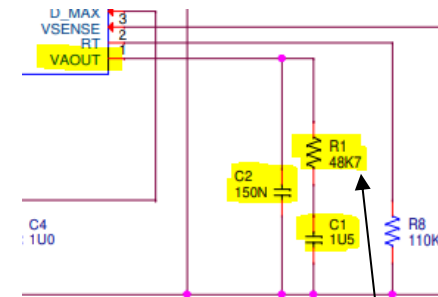 D_MAX
VSENSE 3
RT 2
VAOUT 1
R1
48K7
C2
150N
C1
1U5
C4
1U0
R8
110K